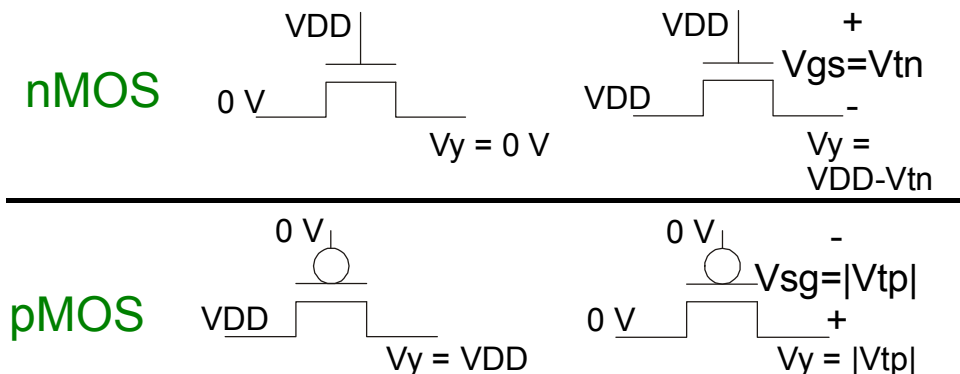 VDD
VDD
+
nMOS
Vgs=Vtn
0 V
VDD
-
Vy = 0 V
Vy =
VDD-Vtn
0 V
0 V
-
Vsg=|Vtp|
pMOS
VDD
0 V
+
Vy = VDD
Vy = |Vtp|